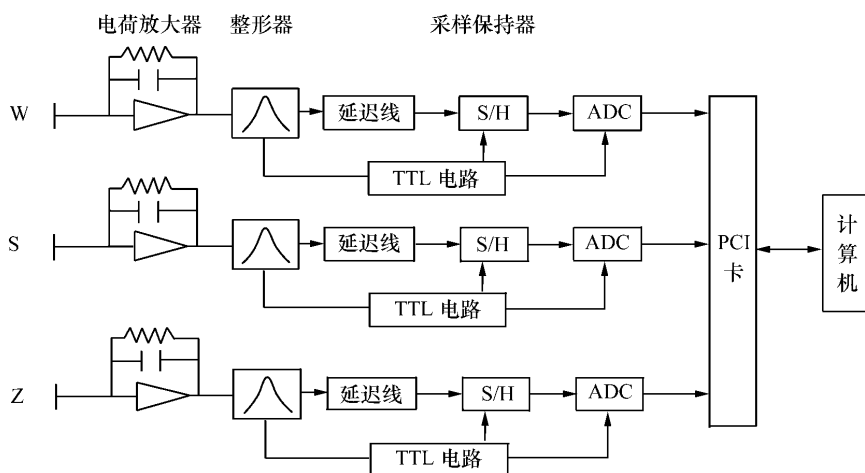 电荷放大器 整形器 采样保持器
W 延迟线 S/H ADC
TTL 电路
S 延迟线 S/H ADC
TTL 电路
PCI
卡
计
算
机
Z 延迟线 S/H ADC
TTL 电路